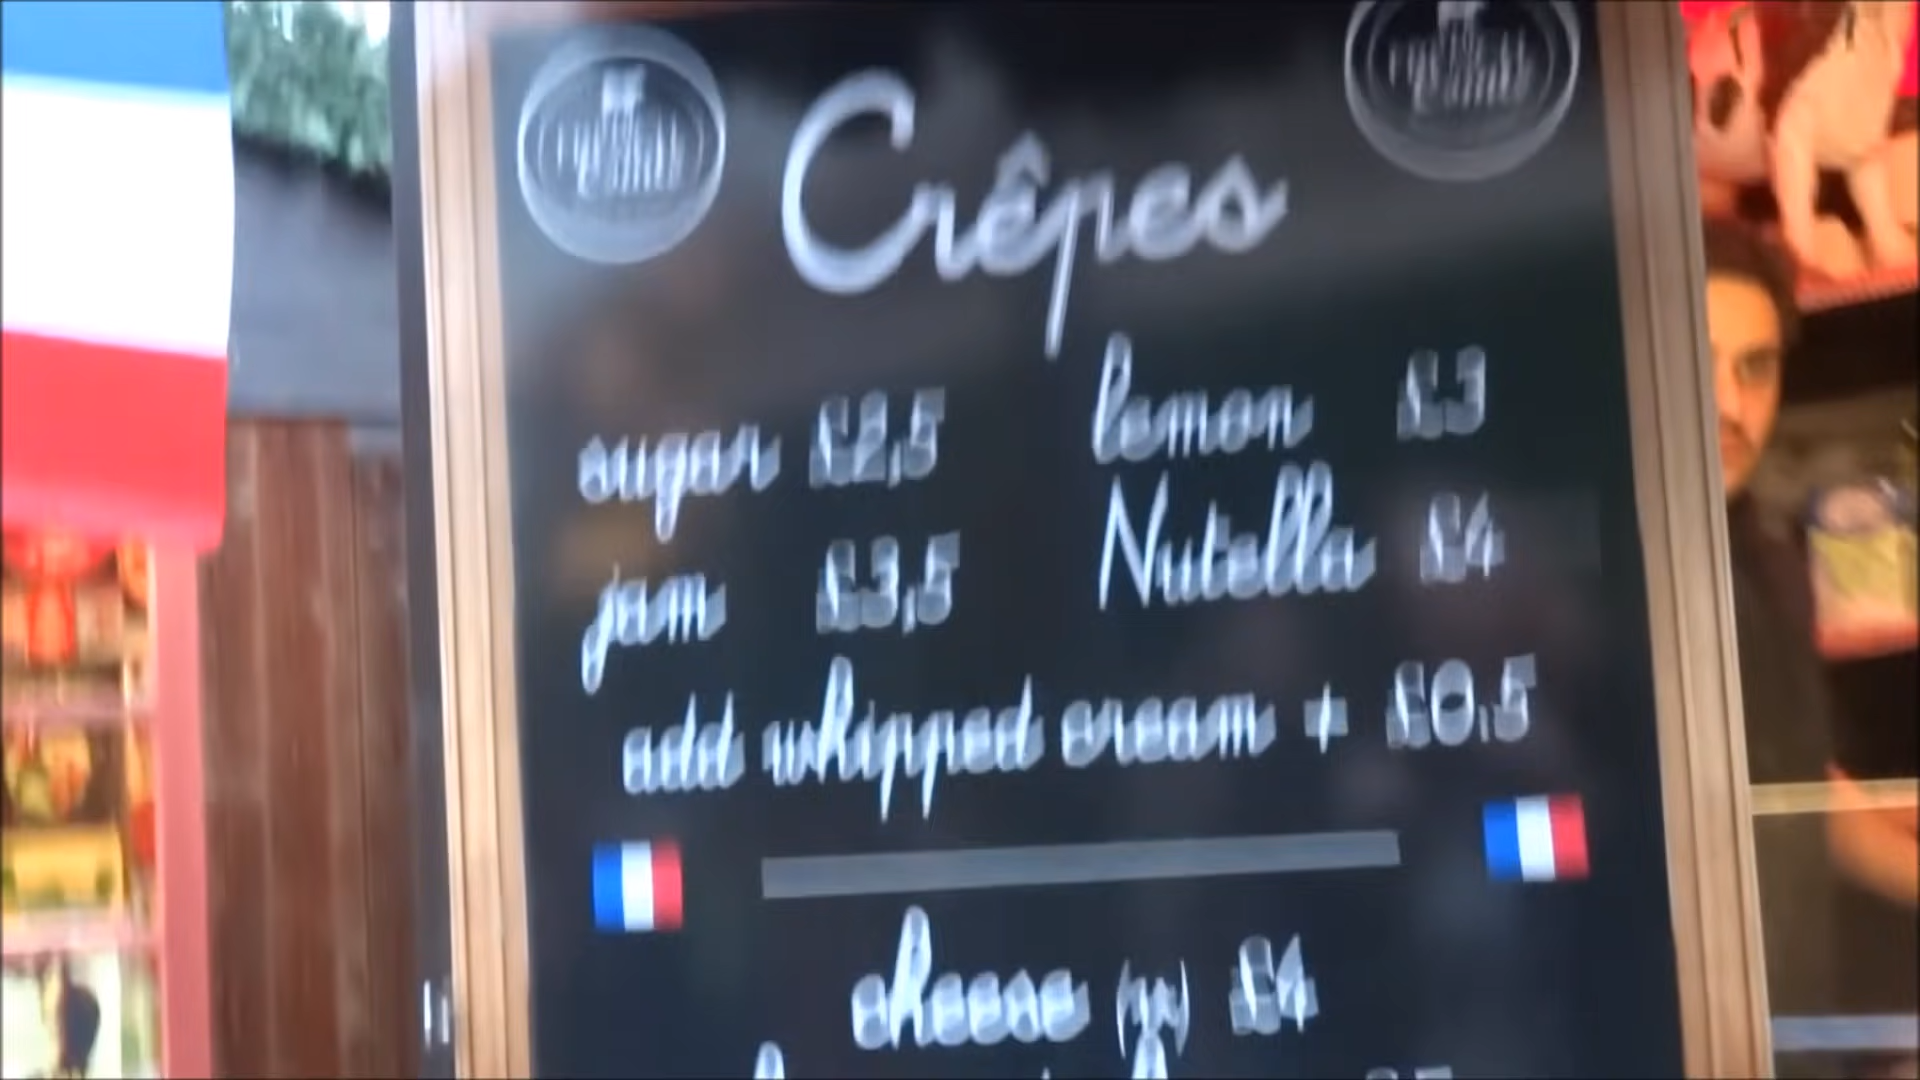 Crêpes
sugar £2,5 lemon £3
jam £3,5 Nutella £4
add whipped cream + £0.5
cheese (v) £4